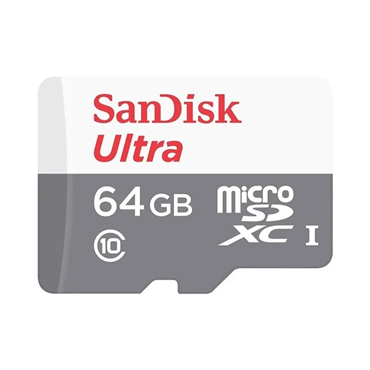 SanDisk
Ultra
64 GB
micro
SD
XC I
10